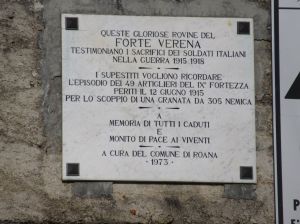 QUESTE GLORIOSE ROVINE DEL
FORTE VERENA
TESTIMONIANO I SACRIFICI DEI SOLDATI ITALIANI
NELLA GUERRA 1915-1918
I SUPESTITI VOGLIONO RICORDARE
L'EPISODIO DEI 49 ARTIGLIERI DEL IX° FORTEZZA
PERITI IL 12 GIUGNO 1915
PER LO SCOPPIO DI UNA GRANATA DA 305 NEMICA
A
MEMORIA DI TUTTI I CADUTI
E
MONITO DI PACE AI VIVENTI
A CURA DEL COMUNE DI ROANA
-1973-